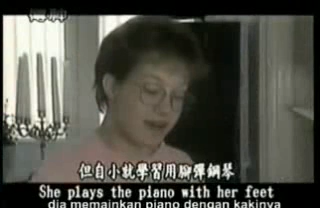 但自小就學習用腳彈鋼琴
She plays the piano with her feet
dia memainkan piano dengan kakinya